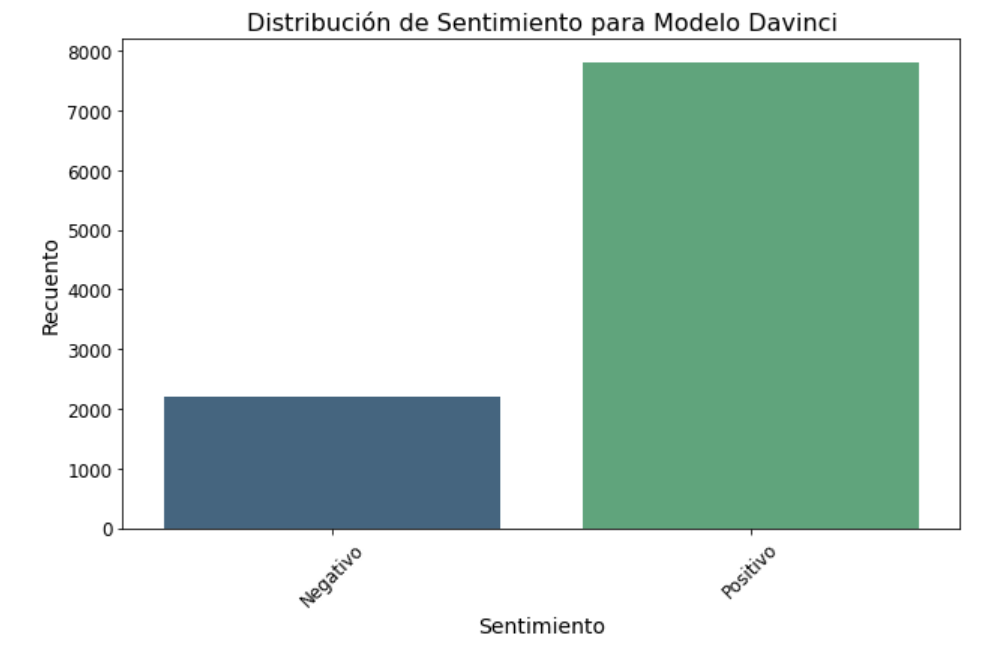 Distribución de Sentimiento para Modelo Davinci
8000
7000
6000
5000
4000
3000
2000
1000
0
Recuento
Negativo
Positivo
Sentimiento